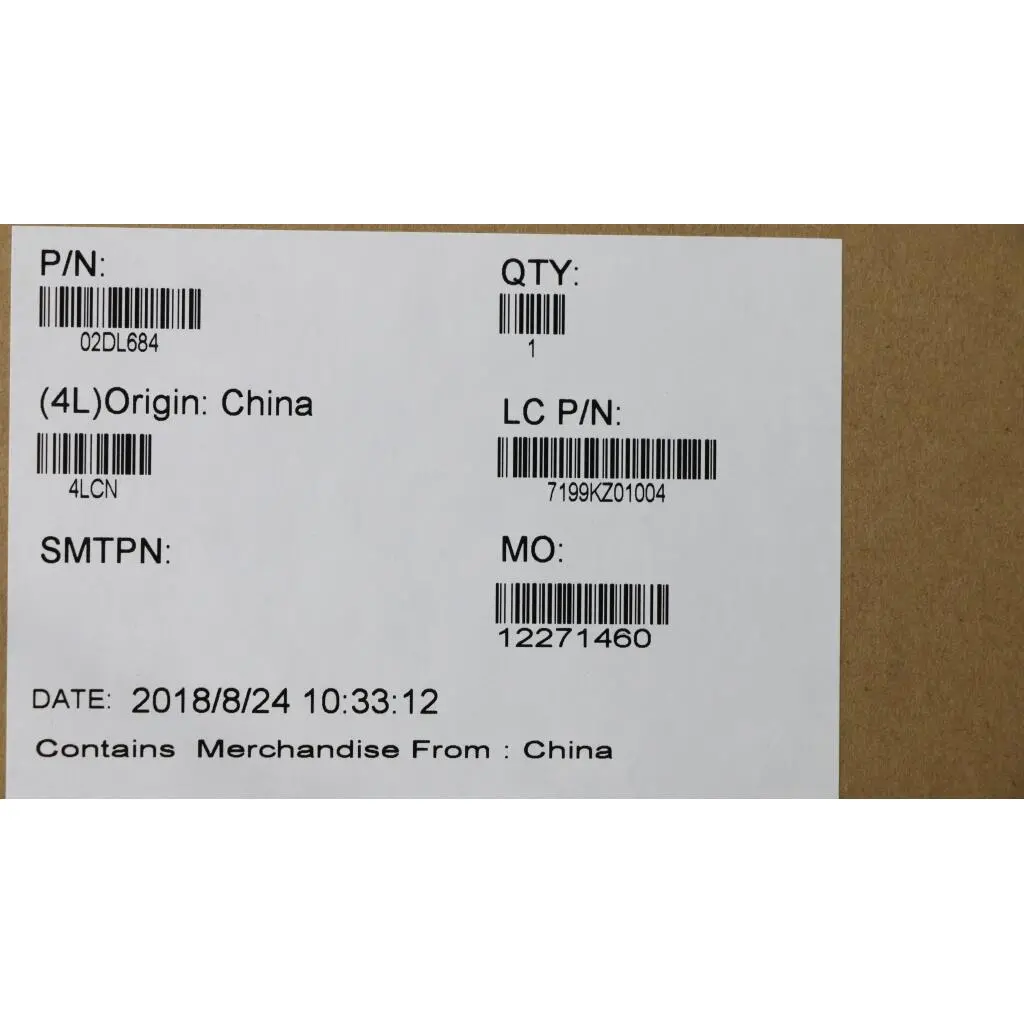 P/N:
02DL684
QTY:
1
(4L)Origin: China
4LCN
LC P/N:
7199KZ01004
SMTPN:
MO:
12271460
DATE: 2018/8/24 10:33:12
Contains Merchandise From : China